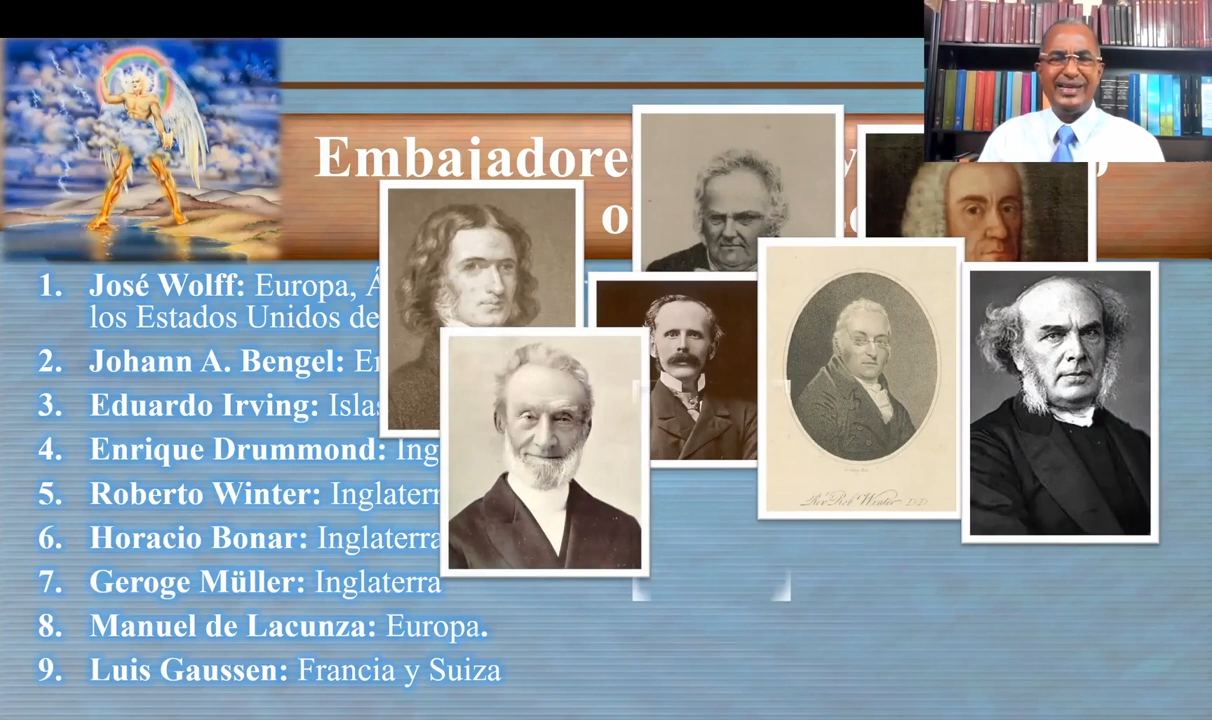 Embajadores
1. José Wolff: Europa,
los Estados Unidos de
2. Johann A. Bengel:
3. Eduardo Irving: Islas
4. Enrique Drummond:
5. Roberto Winter: Inglaterr
6. Horacio Bonar: Inglaterra
7. Geroge Müller: Inglaterra
8. Manuel de Lacunza: Europa.
9. Luis Gaussen: Francia y Suiza